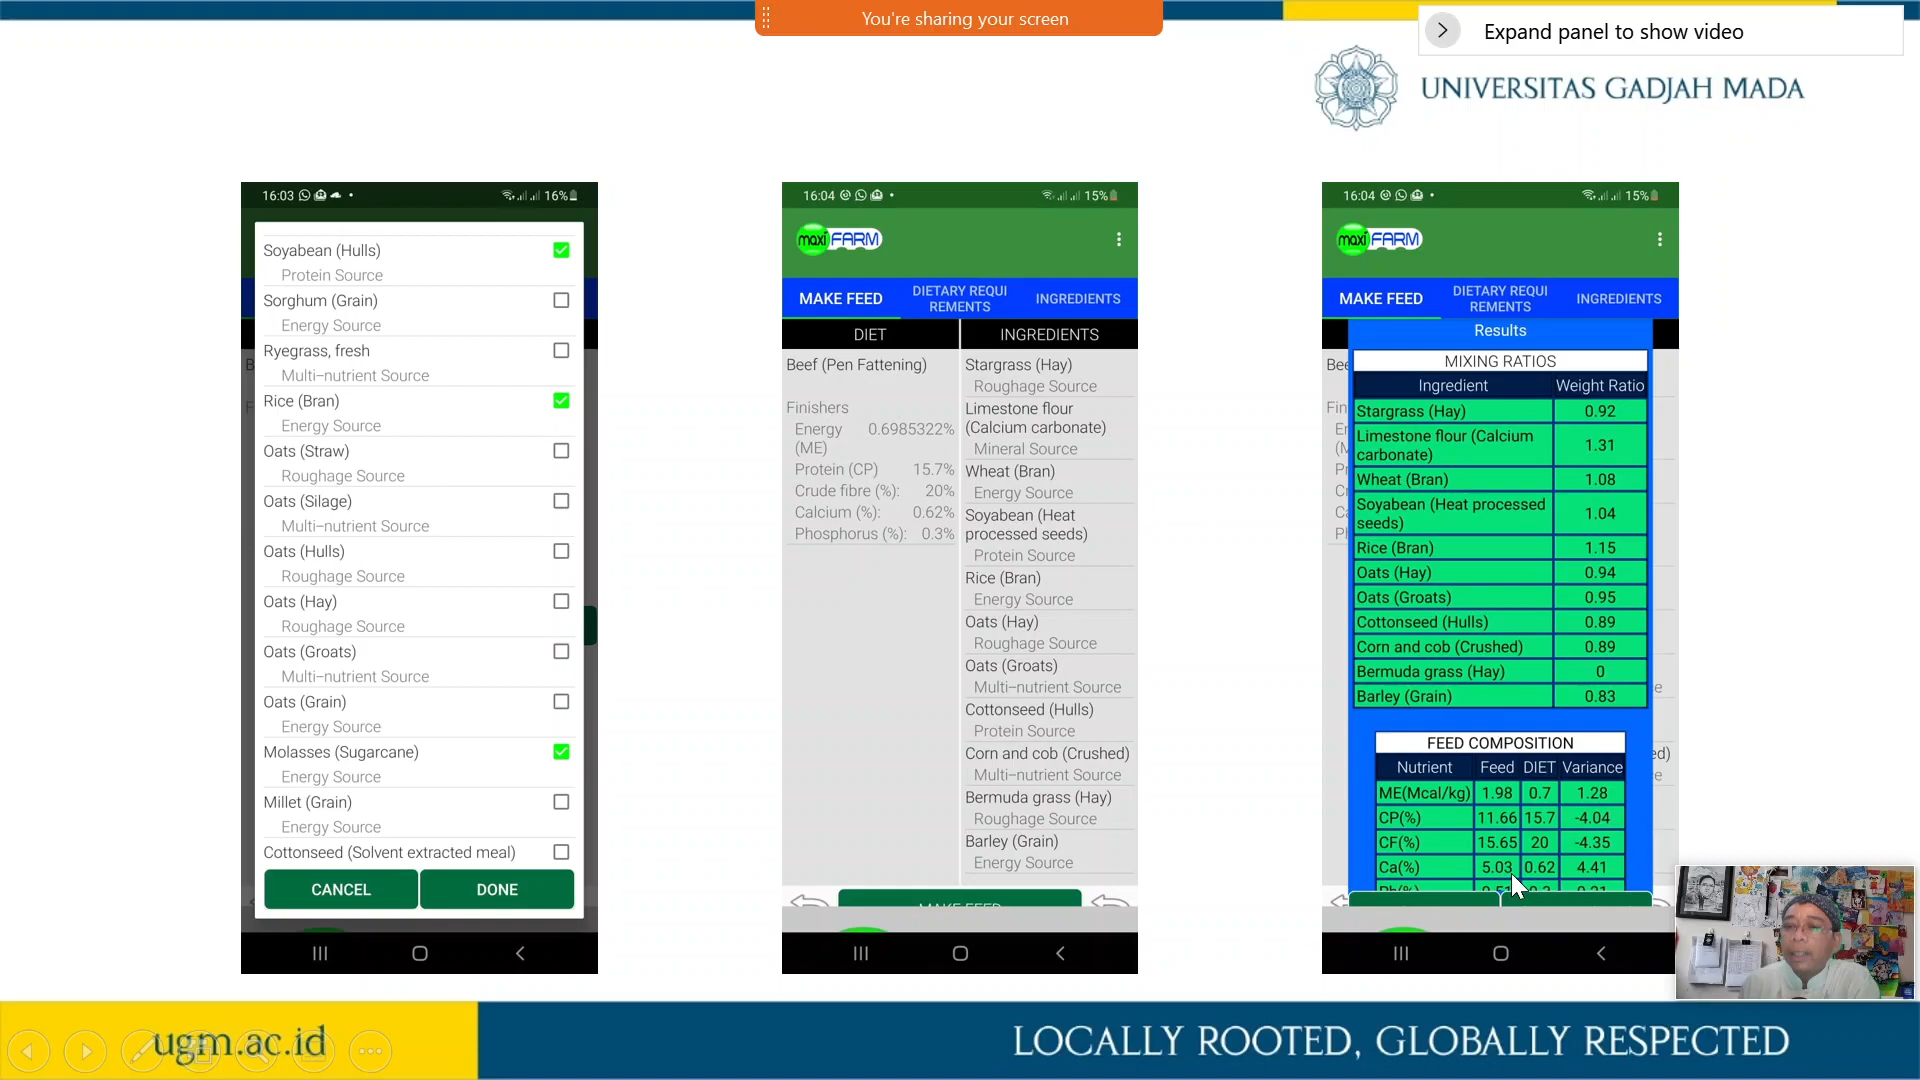 You're sharing your screen
Expand panel to show video
UNIVERSITAS GADJAH MADA
16:03
16%
Soyabean (Hulls)
Protein Source
Sorghum (Grain)
Energy Source
Ryegrass, fresh
Multi-nutrient Source
Rice (Bran)
Energy Source
Oats (Straw)
Roughage Source
Oats (Silage)
Multi-nutrient Source
Oats (Hulls)
Roughage Source
Oats (Hay)
Roughage Source
Oats (Groats)
Multi-nutrient Source
Oats (Grain)
Energy Source
Molasses (Sugarcane)
Energy Source
Millet (Grain)
Energy Source
Cottonseed (Solvent extracted meal)
CANCEL DONE
16:04
15%
maxi FARM
MAKE FEED
DIETARY REQUI
REMENTS
INGREDIENTS
DIET
Beef (Pen Fattening)
Finishers
Energy 0.6985322%
(ME)
Protein (CP) 15.7%
Crude fibre (%): 20%
Calcium (%): 0.62%
Phosphorus (%): 0.3%
INGREDIENTS
Stargrass (Hay)
Roughage Source
Limestone flour
(Calcium carbonate)
Mineral Source
Wheat (Bran)
Energy Source
Soyabean (Heat
processed seeds)
Protein Source
Rice (Bran)
Energy Source
Oats (Hay)
Roughage Source
Oats (Groats)
Multi-nutrient Source
Cottonseed (Hulls)
Protein Source
Corn and cob (Crushed)
Multi-nutrient Source
Bermuda grass (Hay)
Roughage Source
Barley (Grain)
Energy Source
MAKE FEED
16:04
15%
maxi FARM
MAKE FEED
DIETARY REQUI
REMENTS
INGREDIENTS
Results
MIXING RATIOS
Ingredient Weight Ratio
Stargrass (Hay) 0.92
Limestone flour (Calcium
carbonate) 1.31
Wheat (Bran) 1.08
Soyabean (Heat processed
seeds) 1.04
Rice (Bran) 1.15
Oats (Hay) 0.94
Oats (Groats) 0.95
Cottonseed (Hulls) 0.89
Corn and cob (Crushed) 0.89
Bermuda grass (Hay) 0
Barley (Grain) 0.83
FEED COMPOSITION
Nutrient Feed DIET Variance
ME(Mcal/kg) 1.98 0.7 1.28
CP(%) 11.66 15.7 -4.04
CF(%) 15.65 20 -4.35
Ca(%) 5.03 0.62 4.41
ugm.ac.id
LOCALLY ROOTED, GLOBALLY RESPECTED